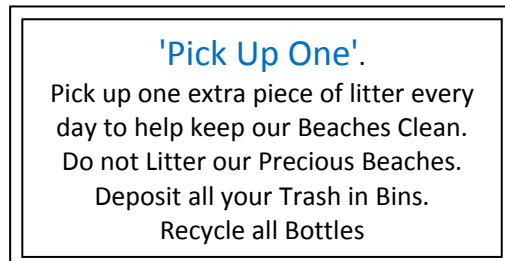 'Pick Up One'.
Pick up one extra piece of litter every
day to help keep our Beaches Clean.
Do not Litter our Precious Beaches.
Deposit all your Trash in Bins.
Recycle all Bottles